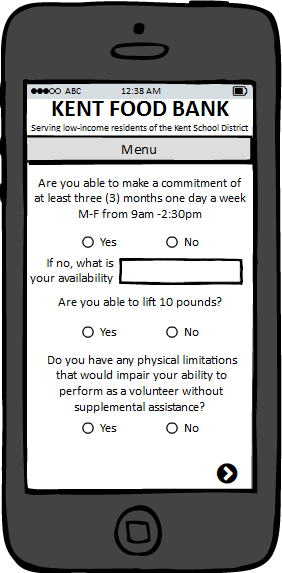 ABC 12:38 AM
KENT FOOD BANK
Serving low-income residents of the Kent School District
Menu
Are you able to make a commitment of
at least three (3) months one day a week
M-F from 9am -2:30pm
Yes No
If no, what is
your availability
Are you able to lift 10 pounds?
Yes No
Do you have any physical limitations
that would impair your ability to
perform as a volunteer without
supplemental assistance?
Yes No